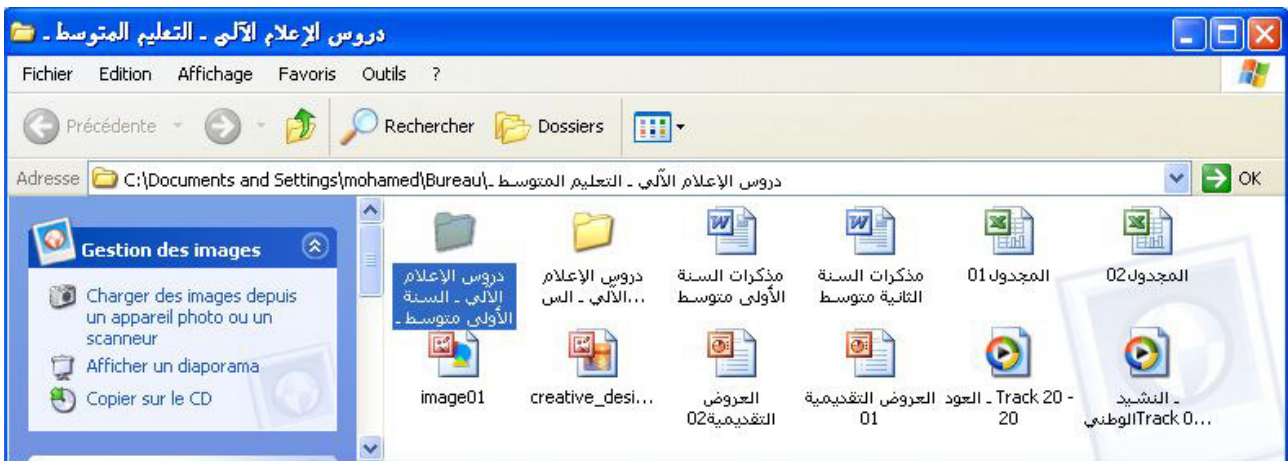 دروس الإعلام الآلي ـ التعليم المتوسط ـ
Fichier Edition Affichage Favoris Outils ?
Précédente Rechercher Dossiers
Adresse C:\Documents and Settings\mohamed\Bureau\دروس الإعلام الآلي ـ التعليم المتوسط ـ OK
Gestion des images
Charger des images depuis
un appareil photo ou un
scanneur
Afficher un diaporama
Copier sur le CD
دروس الإعلام
الآلي ـ السنة
الأولى متوسط ـ
دروس الإعلام
الآلي ـ الس...
مذكرات السنة
الأولى متوسط
مذكرات السنة
الثانية متوسط
المجدول01
المجدول02
image01
creative_desi...
العروض
التقديمية02
العروض التقديمية
01
Track 20 - ـ العود
20
ـ النشيد
الوطنيTrack 0...